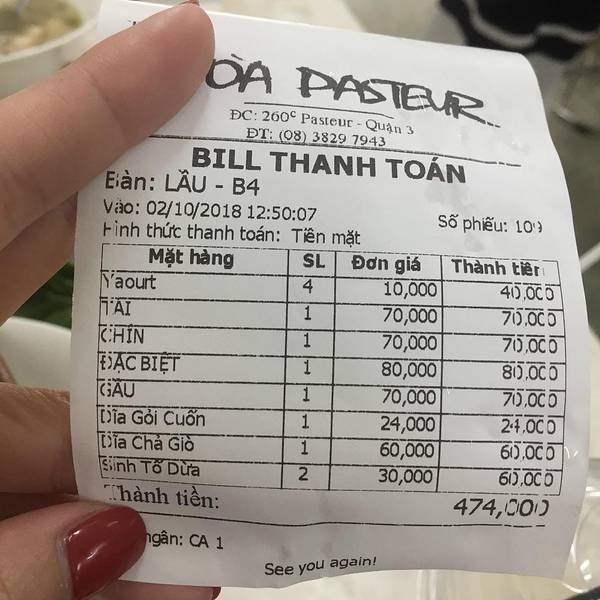 ÒA PASTEUR
ĐC: 260C Pasteur - Quận 3
ĐT: (08) 3829 7943
BILL THANH TOÁN
Bàn: LẦU - B4
Vào: 02/10/2018 12:50:07 Số phiếu: 109
Hình thức thanh toán: Tiền mặt
Mặt hàng SL Đơn giá Thành tiền
Yaourt 4 10,000 40,000
TÁI 1 70,000 70,000
CHÍN 1 70,000 70,000
ĐẶC BIỆT 1 80,000 80,000
GÂU 1 70,000 70,000
Dĩa Gỏi Cuốn 1 24,000 24,000
Dĩa Chả Giò 1 60,000 60,000
Sinh Tố Dừa 2 30,000 60,000
Thành tiền: 474,000
ngân: CA 1
See you again!